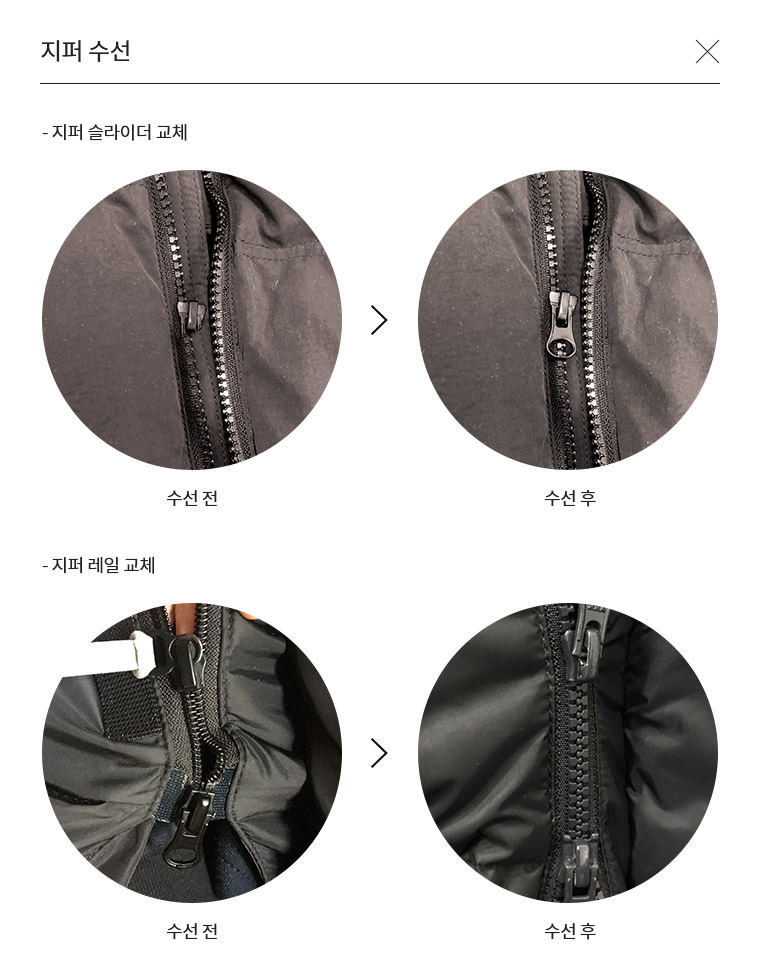 지퍼 수선
- 지퍼 슬라이더 교체
수선 전
수선 후
- 지퍼 레일 교체
수선 전
수선 후